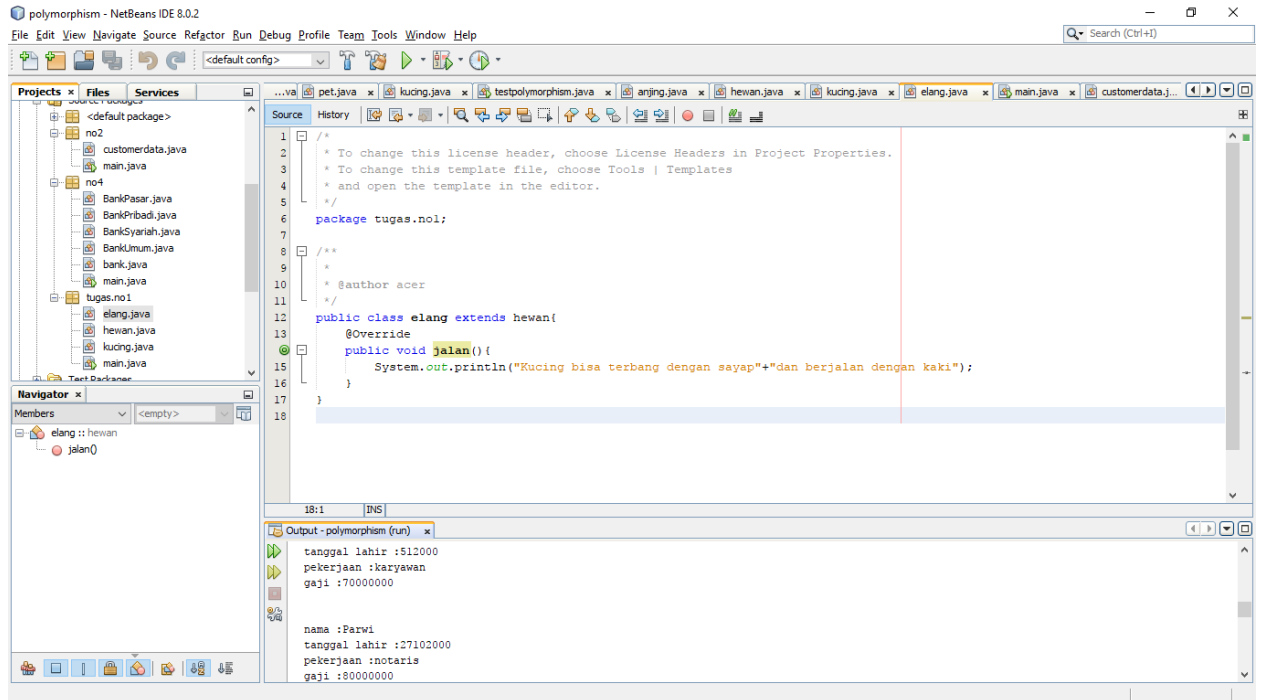 polymorphism - NetBeans IDE 8.0.2
File Edit View Navigate Source Refactor Run Debug Profile Team Tools Window Help
Search (Ctrl+I)
<default config>
Projects Files Services
<default package>
no2
customerdata.java
main.java
no4
BankPasar.java
BankPribadi.java
BankSyariah.java
BankUmum.java
bank.java
main.java
tugas.no1
elang.java
hewan.java
kucing.java
main.java
Test Packages
Navigator
Members <empty>
elang :: hewan
jalan()
...va pet.java kucing.java testpolymorphism.java anjing.java hewan.java kucing.java elang.java main.java customerdata.j...
Source History
1 /*
2 * To change this license header, choose License Headers in Project Properties.
3 * To change this template file, choose Tools | Templates
4 * and open the template in the editor.
5 */
6 package tugas.no1;
7
8 /**
9 *
10 * @author acer
11 */
12 public class elang extends hewan{
13 @Override
public void jalan(){
15 System.out.println("Kucing bisa terbang dengan sayap"+"dan berjalan dengan kaki");
16 }
17 }
18
18:1 INS
Output - polymorphism (run)
tanggal lahir :512000
pekerjaan :karyawan
gaji :70000000
nama :Parwi
tanggal lahir :27102000
pekerjaan :notaris
gaji :80000000